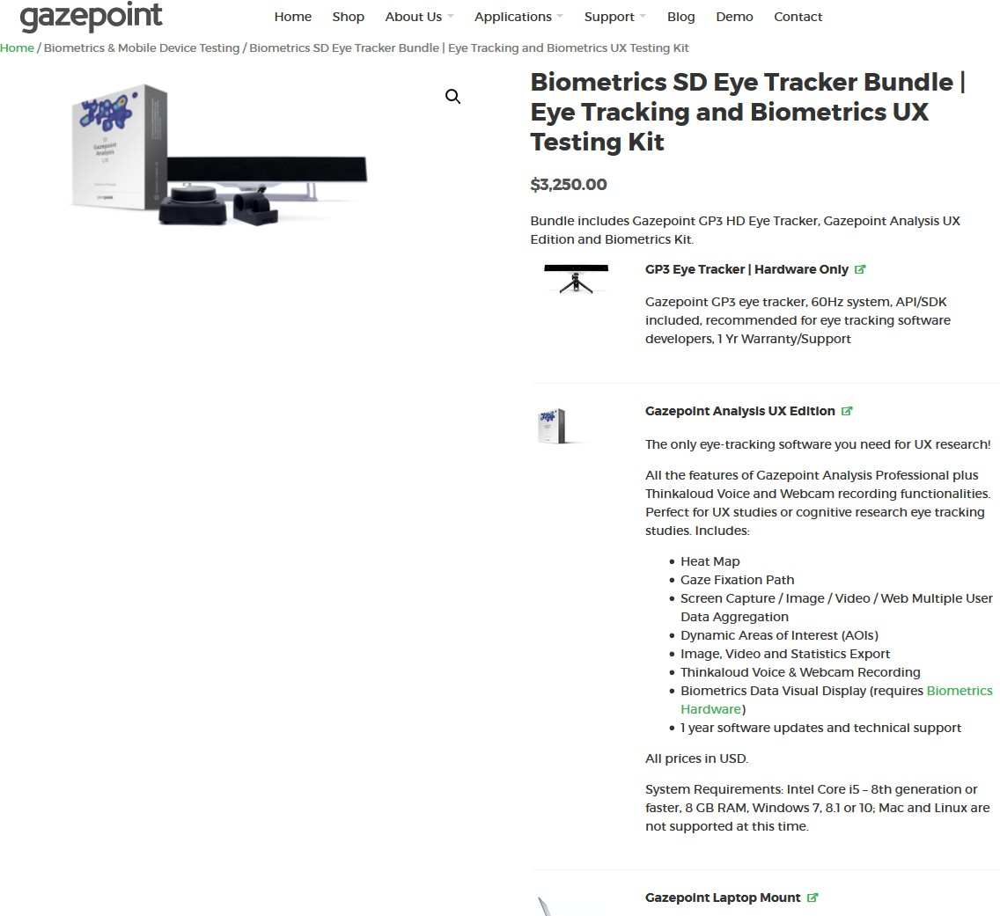 gazepoint
Home Shop About Us Applications Support Blog Demo Contact
Home / Biometrics & Mobile Device Testing / Biometrics SD Eye Tracker Bundle | Eye Tracking and Biometrics UX Testing Kit
Gazepoint
Analysis
UX
Biometrics SD Eye Tracker Bundle |
Eye Tracking and Biometrics UX
Testing Kit
$3,250.00
Bundle includes Gazepoint GP3 HD Eye Tracker, Gazepoint Analysis UX
Edition and Biometrics Kit.
GP3 Eye Tracker | Hardware Only
Gazepoint GP3 eye tracker, 60Hz system, API/SDK
included, recommended for eye tracking software
developers, 1 Yr Warranty/Support
Gazepoint Analysis UX Edition
The only eye-tracking software you need for UX research!
All the features of Gazepoint Analysis Professional plus
Thinkaloud Voice and Webcam recording functionalities.
Perfect for UX studies or cognitive research eye tracking
studies. Includes:
• Heat Map
• Gaze Fixation Path
• Screen Capture / Image / Video / Web Multiple User
Data Aggregation
• Dynamic Areas of Interest (AOIs)
• Image, Video and Statistics Export
• Thinkaloud Voice & Webcam Recording
• Biometrics Data Visual Display (requires Biometrics
Hardware)
• 1 year software updates and technical support
All prices in USD.
System Requirements: Intel Core i5 – 8th generation or
faster, 8 GB RAM, Windows 7, 8.1 or 10; Mac and Linux are
not supported at this time.
Gazepoint Laptop Mount